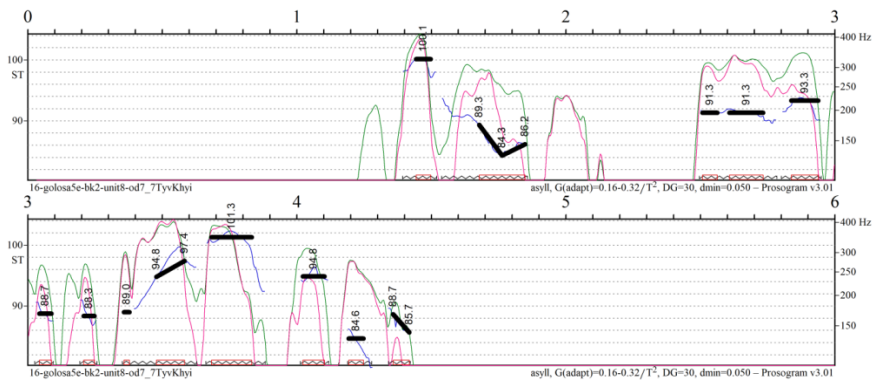 0 1 2 3
100 ST 90
400 Hz 300 200 150
100.1 89.3 84.3 86.2 91.3 91.3 93.3
16-golosa5e-bk2-unit8-od7_7TyvKhyi asyll, G(adapt)=0.16-0.32/T², DG=30, dmin=0.050 – Prosogram v3.01
3 4 5 6
100 ST 90
400 Hz 300 200 150
88.7 88.3 89.0 94.8 97.4 101.3 94.8 84.6 88.7 85.7
16-golosa5e-bk2-unit8-od7_7TyvKhyi asyll, G(adapt)=0.16-0.32/T², DG=30, dmin=0.050 – Prosogram v3.01